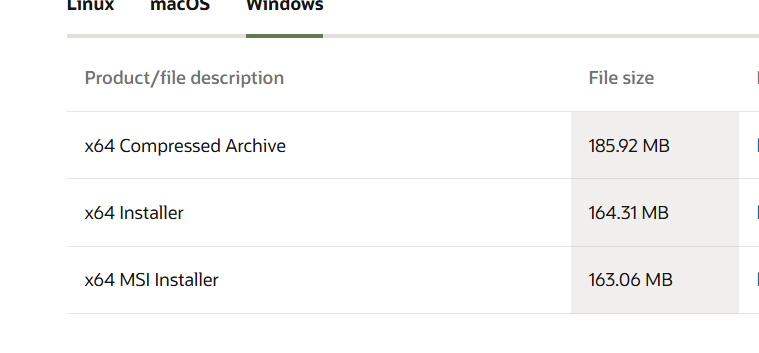 Linux macOS Windows
Product/file description File size
x64 Compressed Archive 185.92 MB
x64 Installer 164.31 MB
x64 MSI Installer 163.06 MB